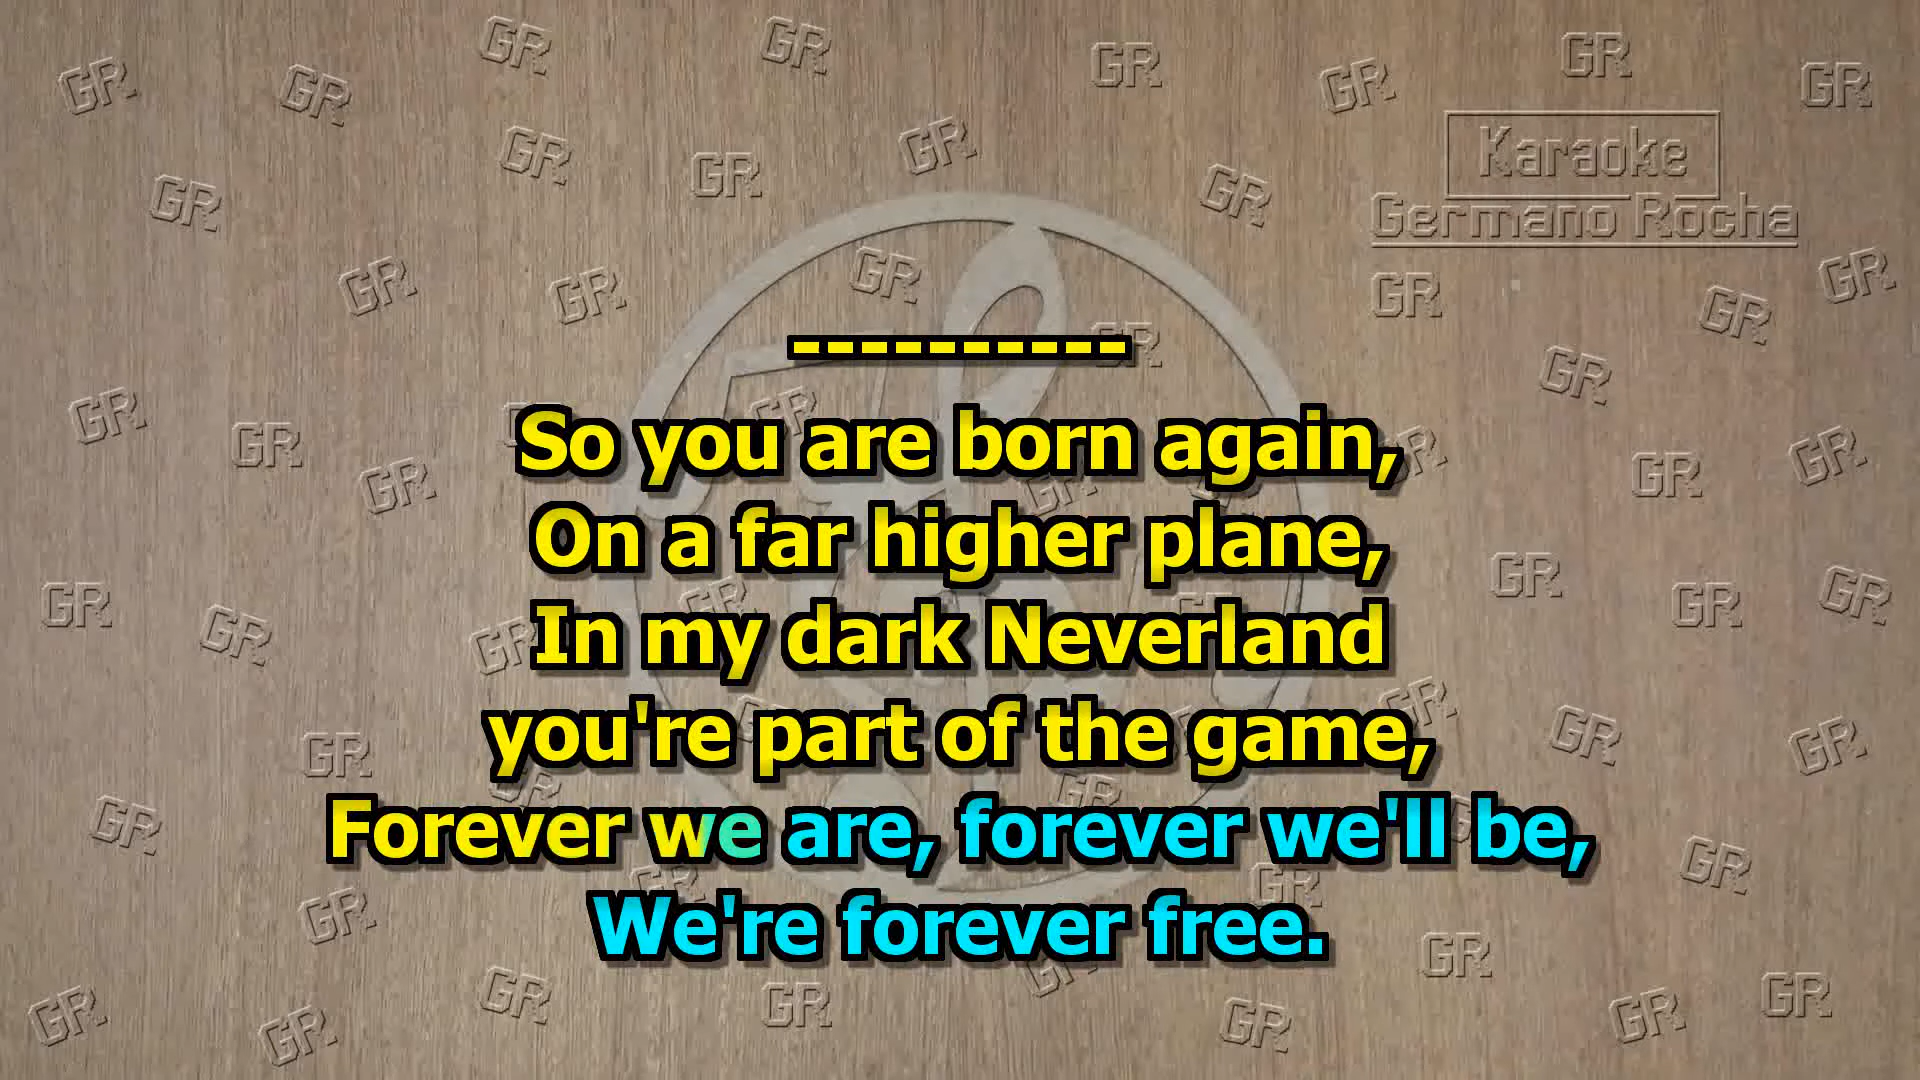 Karaoke
Germano Rocha
----------
So you are born again,
On a far higher plane,
In my dark Neverland
you're part of the game,
Forever we are, forever we'll be,
We're forever free.
GR